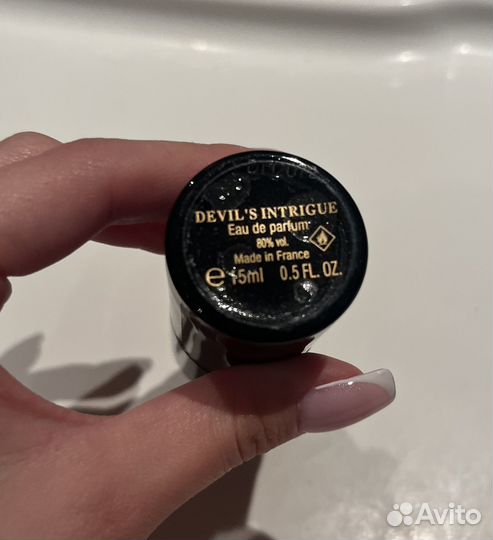 DEVIL'S INTRIGUE
Eau de parfum
80% vol.
Made in France
℮ 15ml 0.5 FL. OZ.
Avito